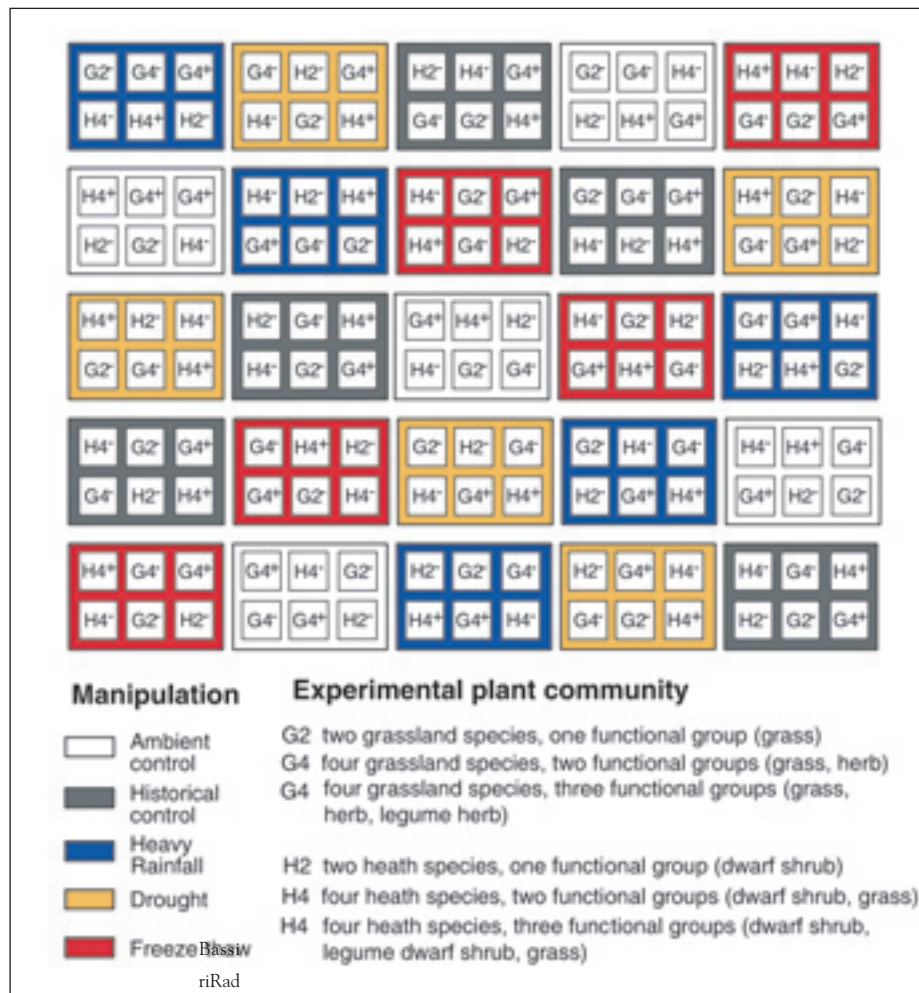 G2- G4- G4+ G4- H2- G4+ H2- H4- G4+ G2- G4- H4- H4+ H4- H2-
H4- H4+ H2- H4- G2- H4+ G4- G2- H4+ H2- H4+ G4+ G4- G2- G4+
H4+ G4+ G4+ H4- H2- H4+ H4- G2- G4+ G2- G4- G4+ H4+ G2- H4-
H2- G2- H4- G4+ G4- G2- H4+ G4- H2- H4- H2- H4+ G4- G4+ H2-
H4+ H2- H4- H2- G4- H4+ G4+ H4+ H2- H4- G2- H2- G4- G4+ H4-
G2- G4- H4+ H4- G2- G4+ H4- G2- G4- G4+ H4+ G4- H2- H4+ G2-
H4- G2- G4+ G4- H4+ H2- G2- H2- G4- G2- H4- G4- H4- H4+ G4-
G4- H2- H4+ G4+ G2- H4- H4- G4+ H4+ H2- G4+ H4+ G4+ H2- G2-
H4+ G4- G4+ G4+ H4- G2- H2- G2- G4- H2- G4+ H4- H4- G4- H4+
H4- G2- H2- G4- G4+ H2- H4+ G4+ H4- G4- G2- H4+ H2- G2- G4+
Manipulation
Ambient
control
Historical
control
Heavy
Rainfall
Drought
Freeze
riRad
Experimental plant community
G2 two grassland species, one functional group (grass)
G4 four grassland species, two functional groups (grass, herb)
G4 four grassland species, three functional groups (grass,
herb, legume herb)
H2 two heath species, one functional group (dwarf shrub)
H4 four heath species, two functional groups (dwarf shrub, grass)
H4 four heath species, three functional groups (dwarf shrub,
legume dwarf shrub, grass)